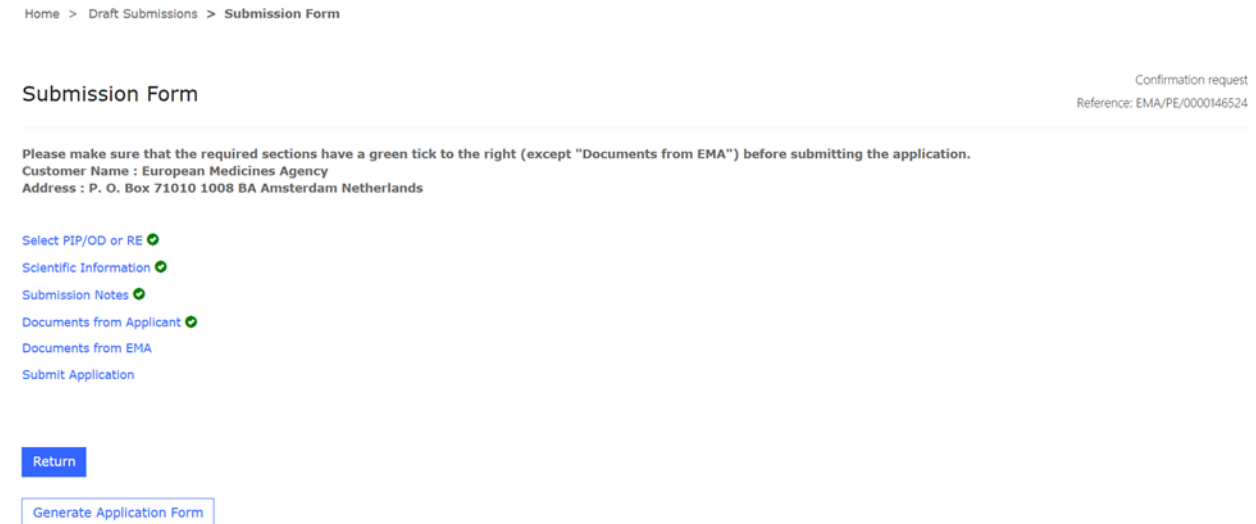 Home > Draft Submissions > Submission Form
Submission Form
Confirmation request
Reference: EMA/PE/0000146524
Please make sure that the required sections have a green tick to the right (except "Documents from EMA") before submitting the application.
Customer Name : European Medicines Agency
Address : P. O. Box 71010 1008 BA Amsterdam Netherlands
Select PIP/OD or RE
Scientific Information
Submission Notes
Documents from Applicant
Documents from EMA
Submit Application
Return
Generate Application Form